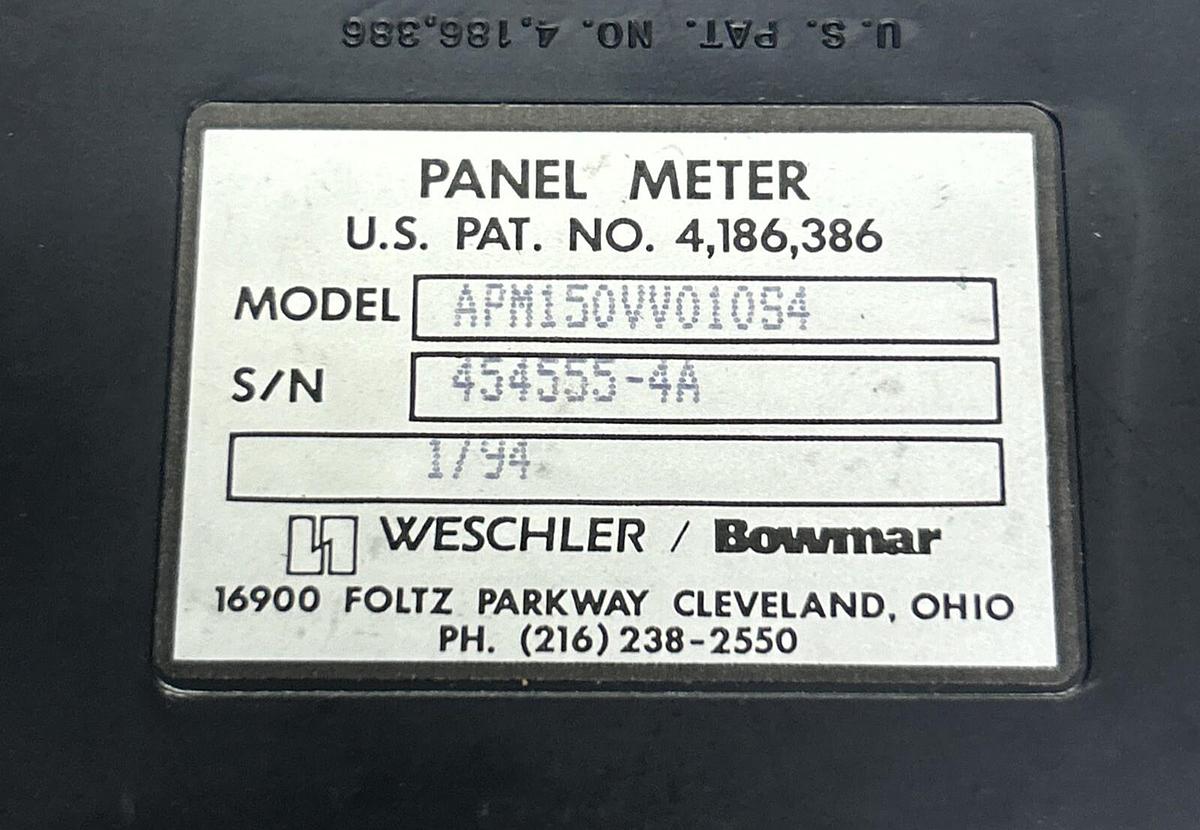 U.S. PAT. NO. 4,186,386
PANEL METER
U.S. PAT. NO. 4,186,386
MODEL APM150VV010S4
S/N 454555-4A
1/94
WESCHLER / Bowmar
16900 FOLTZ PARKWAY CLEVELAND, OHIO
PH. (216) 238-2550